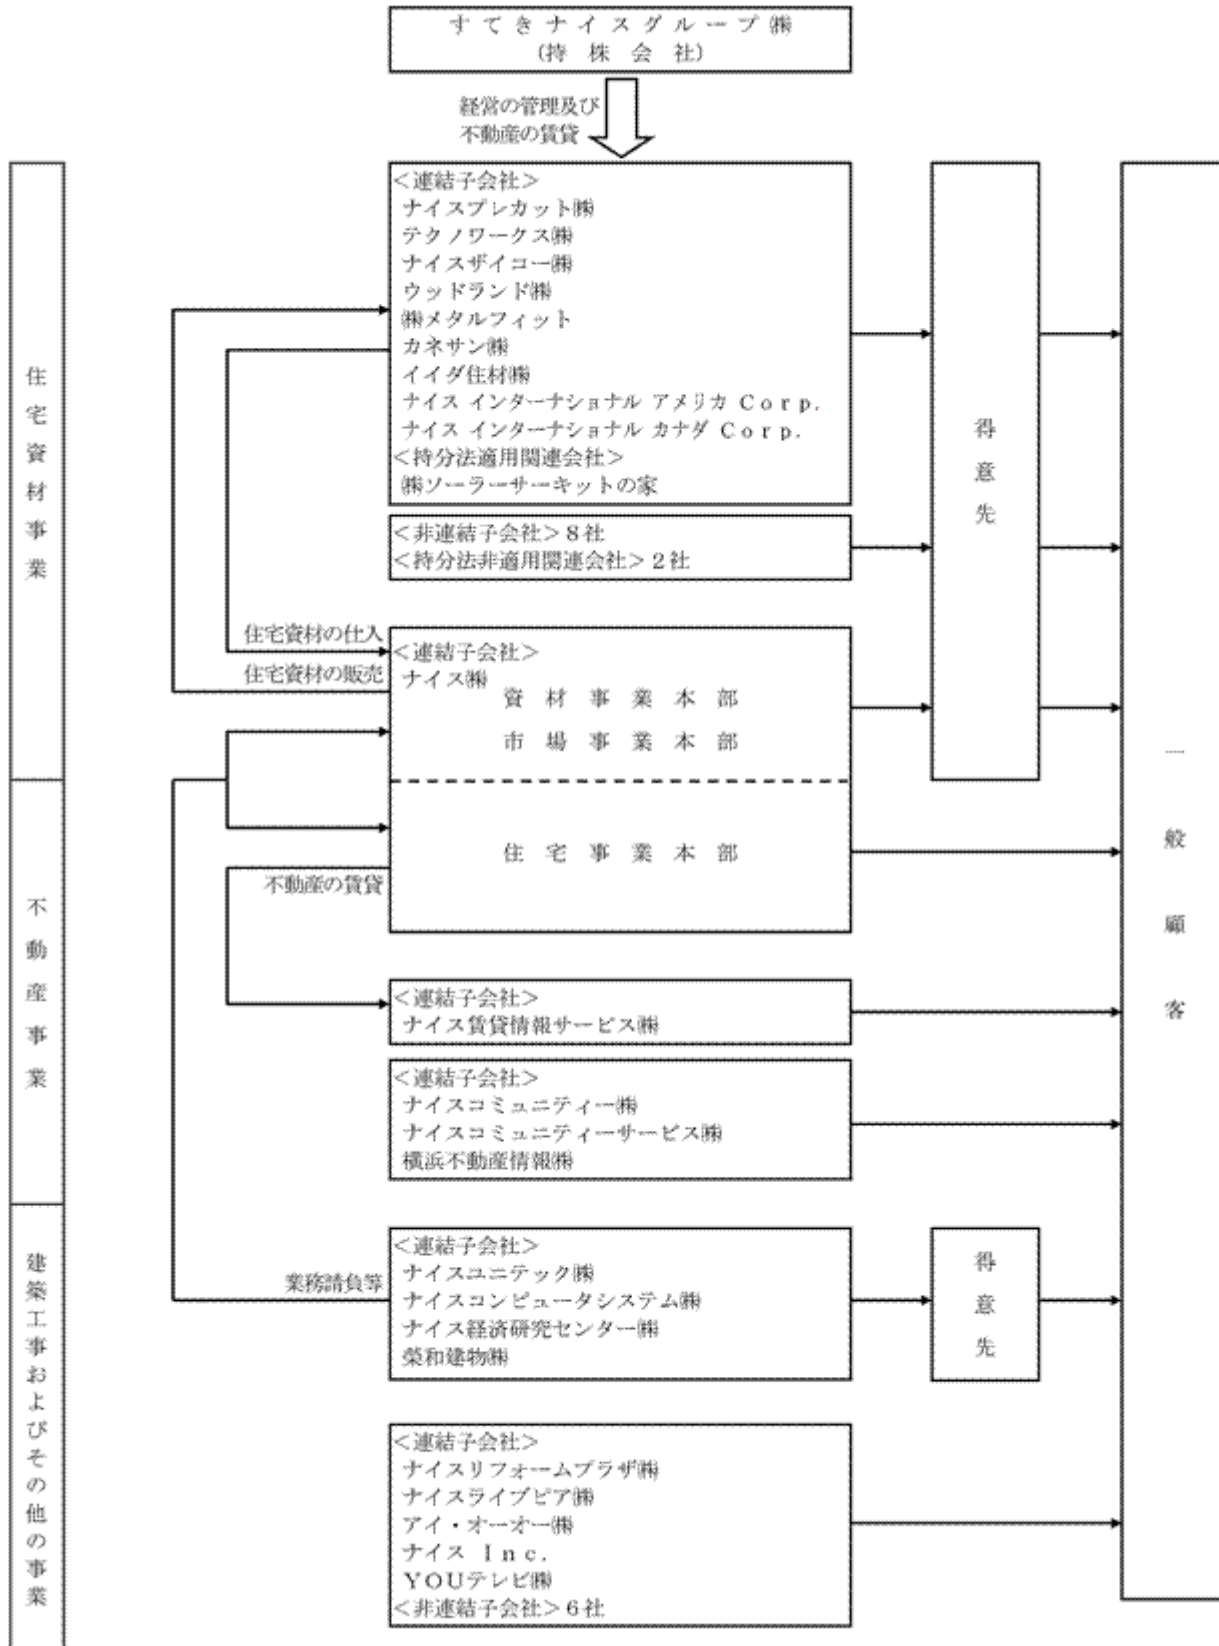 すてきナイスグループ㈱
(持株会社)
経営の管理及び
不動産の賃貸
住宅資材事業
<連結子会社>
ナイスプレカット㈱
テクノワークス㈱
ナイスザイコー㈱
ウッドランド㈱
㈱メタルフィット
カネサン㈱
イイダ住材㈱
ナイス インターナショナル アメリカ Corp.
ナイス インターナショナル カナダ Corp.
<持分法適用関連会社>
㈱ソーラーサーキットの家
<非連結子会社>8社
<持分法非適用関連会社>2社
得意先
一般顧客
住宅資材の仕入
住宅資材の販売
<連結子会社>
ナイス㈱
資材事業本部
市場事業本部
住宅事業本部
不動産事業
不動産の賃貸
<連結子会社>
ナイス賃貸情報サービス㈱
<連結子会社>
ナイスコミュニティー㈱
ナイスコミュニティーサービス㈱
横浜不動産情報㈱
建築工事およびその他の事業
業務請負等
<連結子会社>
ナイスユニテック㈱
ナイスコンピュータシステム㈱
ナイス経済研究センター㈱
榮和建物㈱
得意先
<連結子会社>
ナイスリフォームプラザ㈱
ナイスライブピア㈱
アイ・オーオー㈱
ナイス Inc.
YOUテレビ㈱
<非連結子会社>6社